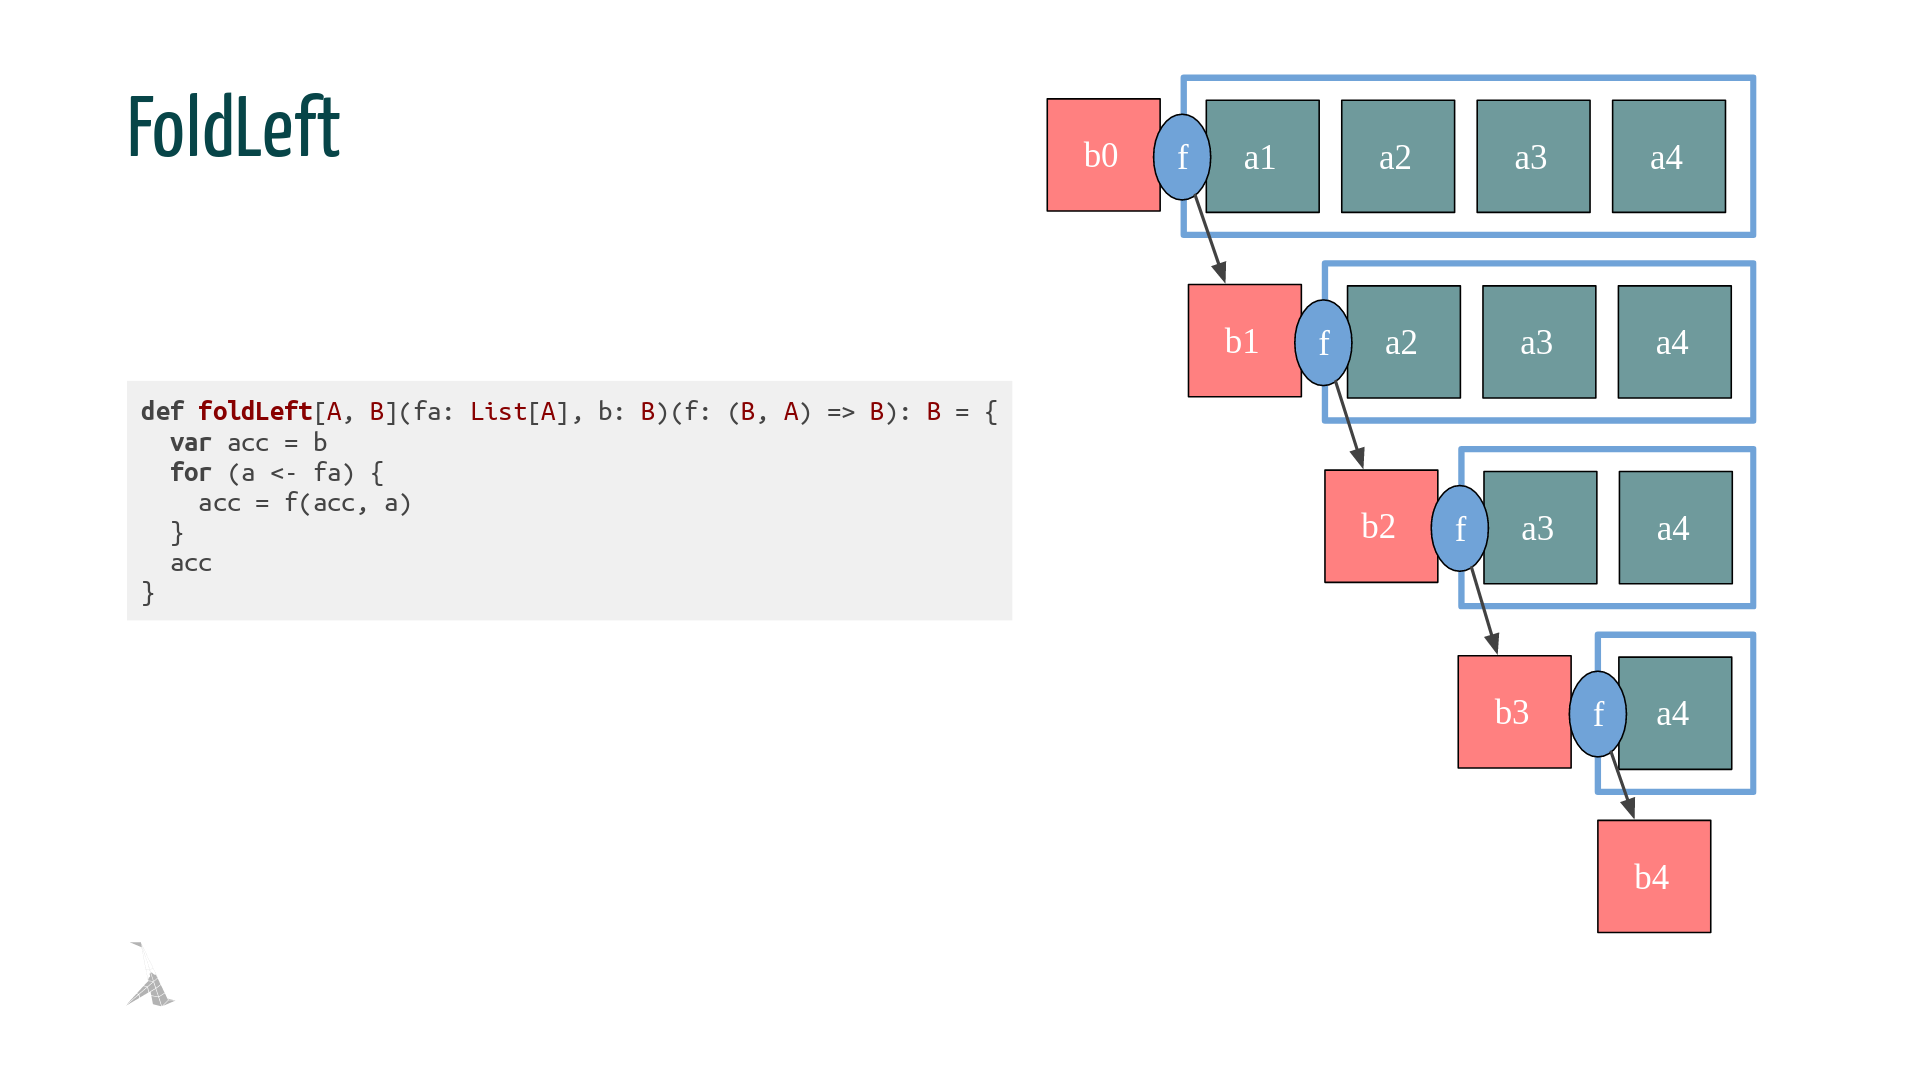 FoldLeft
def foldLeft[A, B](fa: List[A], b: B)(f: (B, A) => B): B = {
  var acc = b
  for (a <- fa) {
    acc = f(acc, a)
  }
  acc
}
b0 f a1 a2 a3 a4
b1 f a2 a3 a4
b2 f a3 a4
b3 f a4
b4